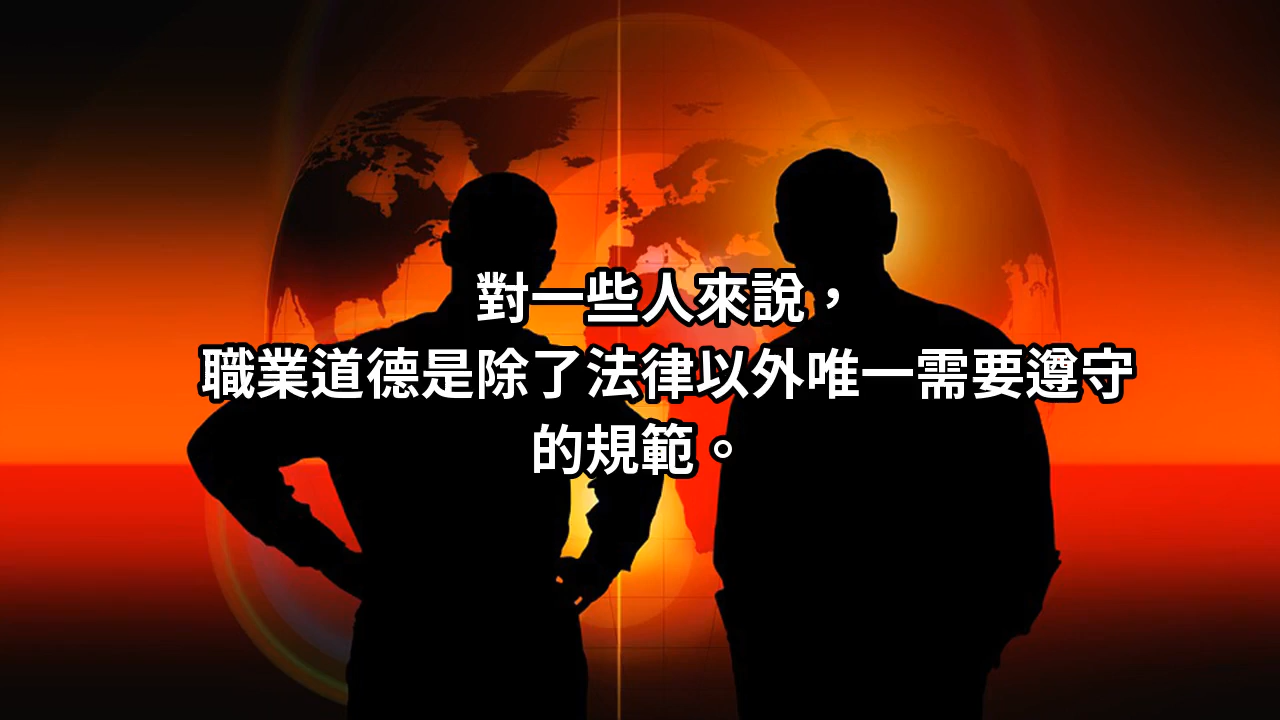 對一些人來說，
職業道德是除了法律以外唯一需要遵守
的規範。